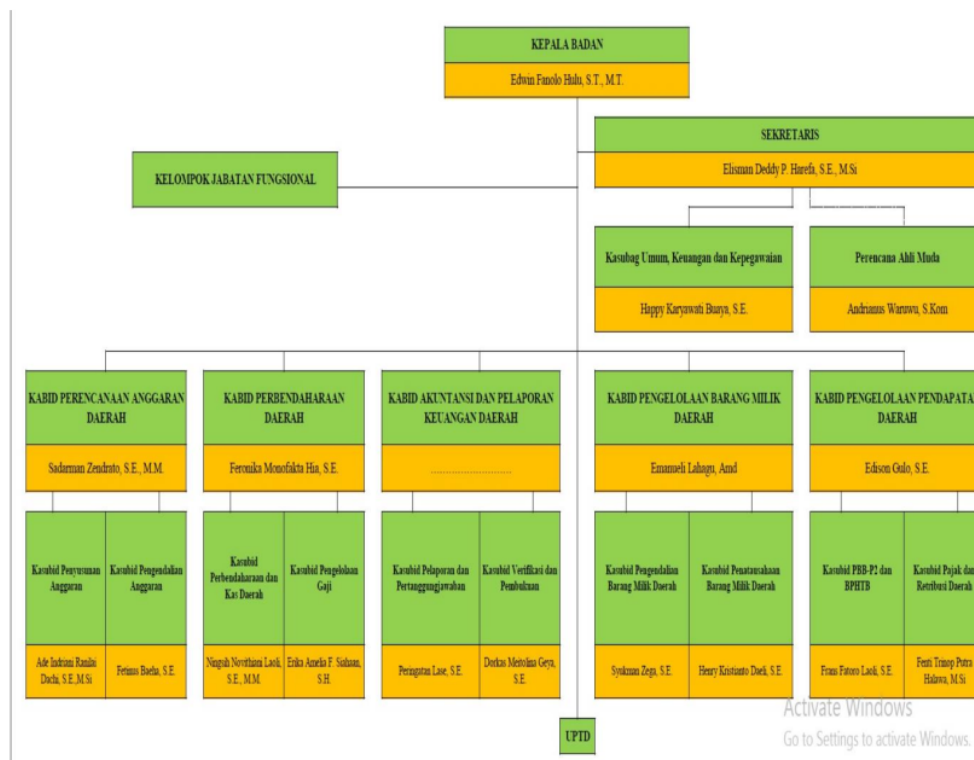 KEPALA BADAN
Edwin Fanolo Hulu, S.T., M.T.
SEKRETARIS
Elisman Deddy P. Harefa, S.E., M.Si
KELOMPOK JABATAN FUNGSIONAL
Kasubag Umum, Keuangan dan Kepegawaian
Happy Karyawati Buaya, S.E.
Perencana Ahli Muda
Andrianus Waruwu, S.Kom
KABID PERENCANAAN ANGGARAN
DAERAH
Sadarman Zendrato, S.E., M.M.
KABID PERBENDAHARAAN
DAERAH
Feronika Monofakta Hia, S.E.
KABID AKUNTANSI DAN PELAPORAN
KEUANGAN DAERAH
................................
KABID PENGELOLAAN BARANG MILIK
DAERAH
Emanueli Lahagu, Amd
KABID PENGELOLAAN PENDAPATA
DAERAH
Edison Gulo, S.E.
Kasubid Penyusunan
Anggaran
Ade Indriani Ranilai
Dachi, S.E.,M.Si
Kasubid Pengendalian
Anggaran
Fetinus Baeha, S.E.
Kasubid
Perbendaharaan dan
Kas Daerah
Ningsih Novithiani Laoli,
S.E., M.M.
Kasubid Pengelolaan
Gaji
Erika Amelia F. Siahaan,
S.H.
Kasubid Pelaporan dan
Pertanggungjawaban
Peringatan Lase, S.E.
Kasubid Verifikasi dan
Pembukuan
Dorkas Meitolina Geya,
S.E.
Kasubid Pengendalian
Barang Milik Daerah
Syukman Zega, S.E.
Kasubid Penatausahaan
Barang Milik Daerah
Henry Kristianto Daeli, S.E.
Kasubid PBB-P2 dan
BPHTB
Frans Fatoro Laoli, S.E.
Kasubid Pajak dan
Retribusi Daerah
Fenti Trinop Putra
Halawa, M.Si
UPTD
Activate Windows
Go to Settings to activate Windows.